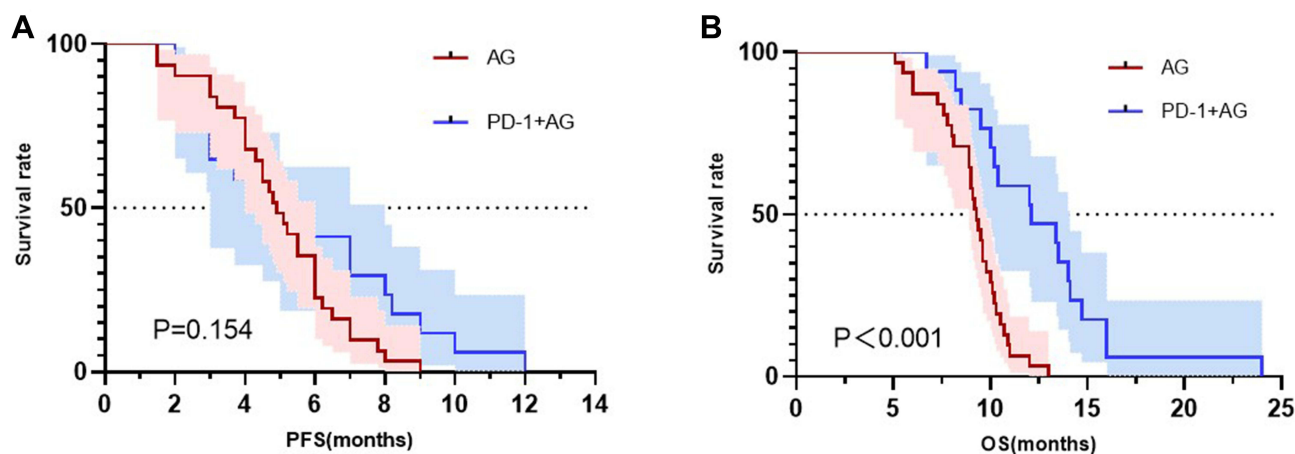 A
100
50
0
Survival rate
AG
PD-1+AG
P=0.154
0 2 4 6 8 10 12 14
PFS(months)
B
100
50
0
Survival rate
AG
PD-1+AG
P<0.001
0 5 10 15 20 25
OS(months)